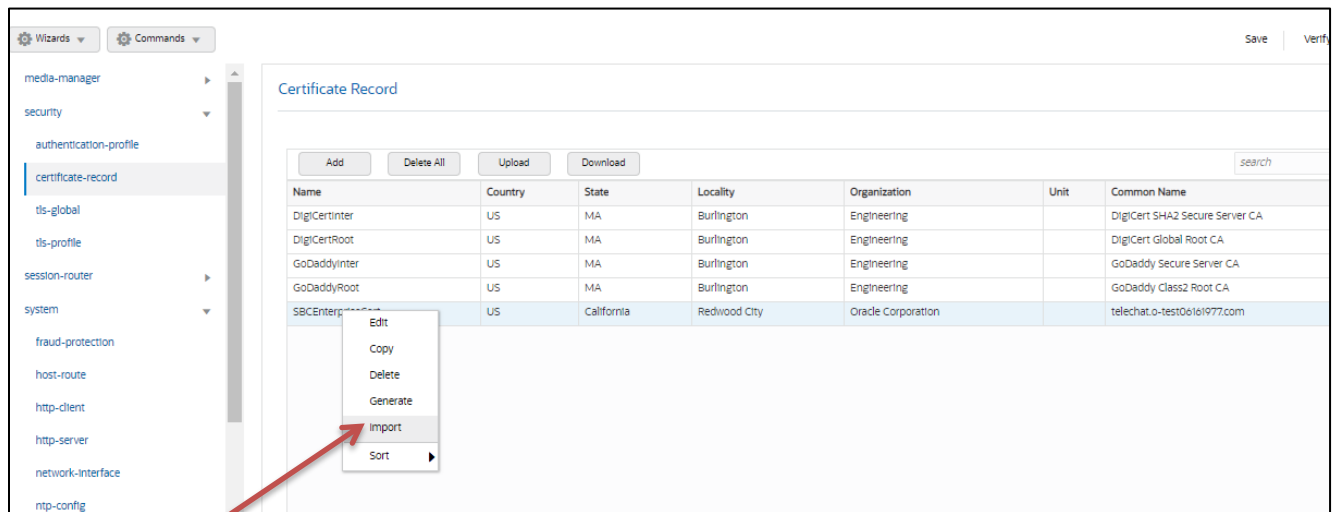 Wizards Commands Save Verify
media-manager
security
authentication-profile
certificate-record
tls-global
tls-profile
session-router
system
fraud-protection
host-route
http-client
http-server
network-interface
ntp-config
Certificate Record
Add Delete All Upload Download search
Name Country State Locality Organization Unit Common Name
DigiCertInter US MA Burlington Engineering DigiCert SHA2 Secure Server CA
DigiCertRoot US MA Burlington Engineering DigiCert Global Root CA
GoDaddyInter US MA Burlington Engineering GoDaddy Secure Server CA
GoDaddyRoot US MA Burlington Engineering GoDaddy Class2 Root CA
SBCEnterpriseCert US California Redwood City Oracle Corporation telechat.o-test06161977.com
Edit
Copy
Delete
Generate
Import
Sort